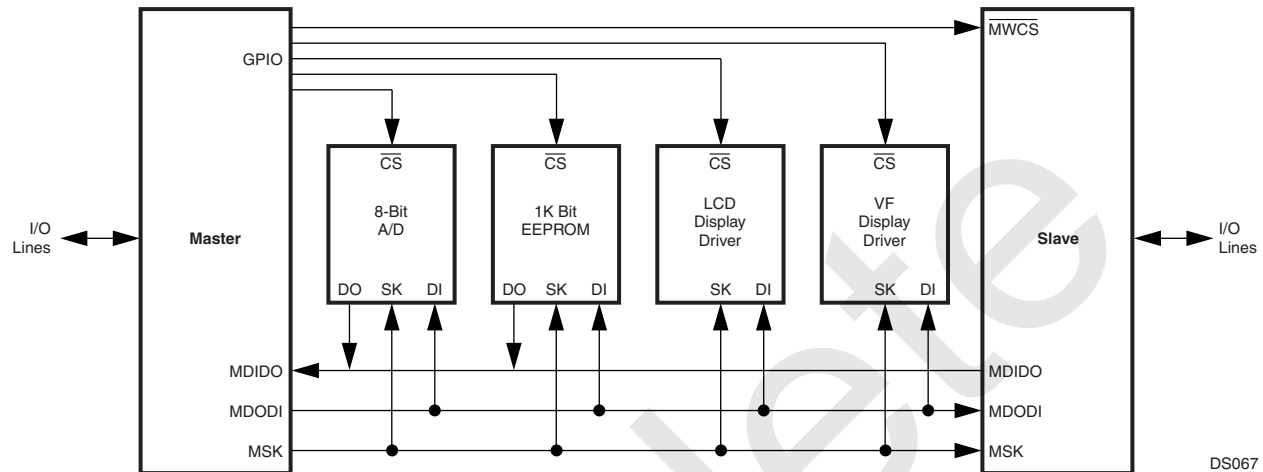 MWCS
GPIO
CS
CS
CS
CS
8-Bit
A/D
1K Bit
EEPROM
LCD
Display
Driver
VF
Display
Driver
I/O
Lines
Master
Slave
I/O
Lines
DO SK DI
DO SK DI
SK DI
SK DI
MDIDO
MDIDO
MDODI
MDODI
MSK
MSK
DS067